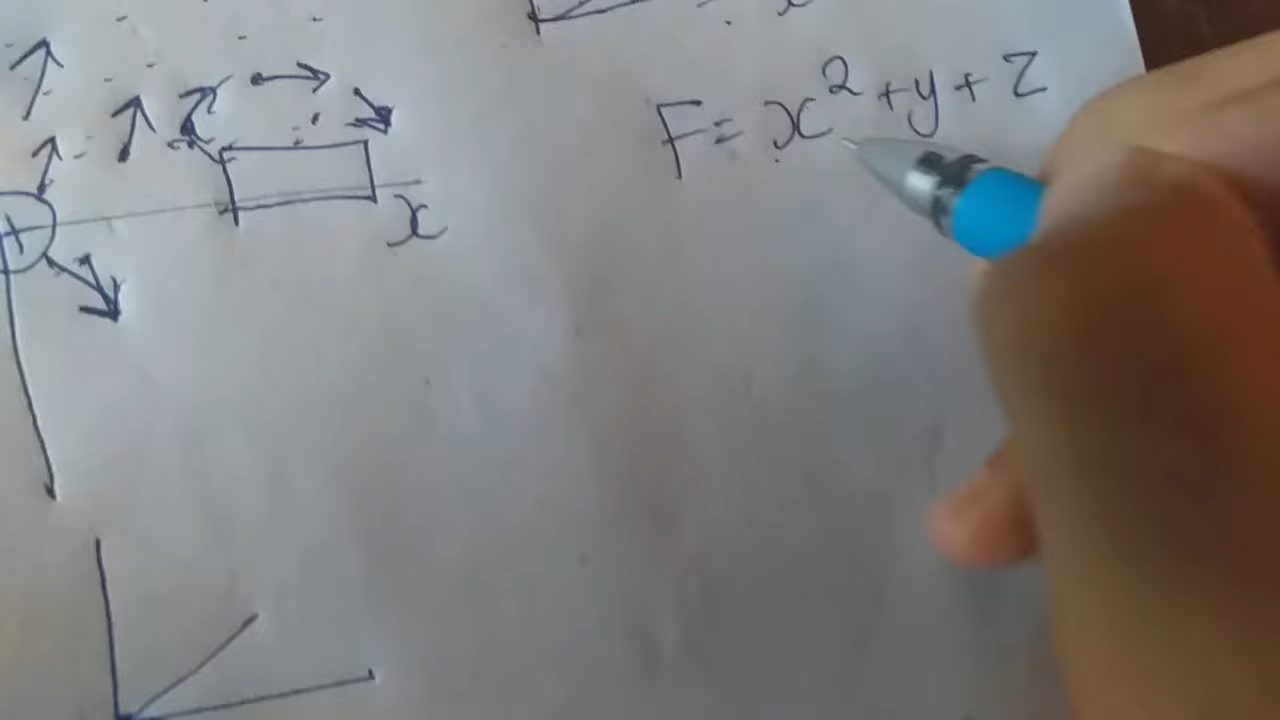 F = x² + y + z
x